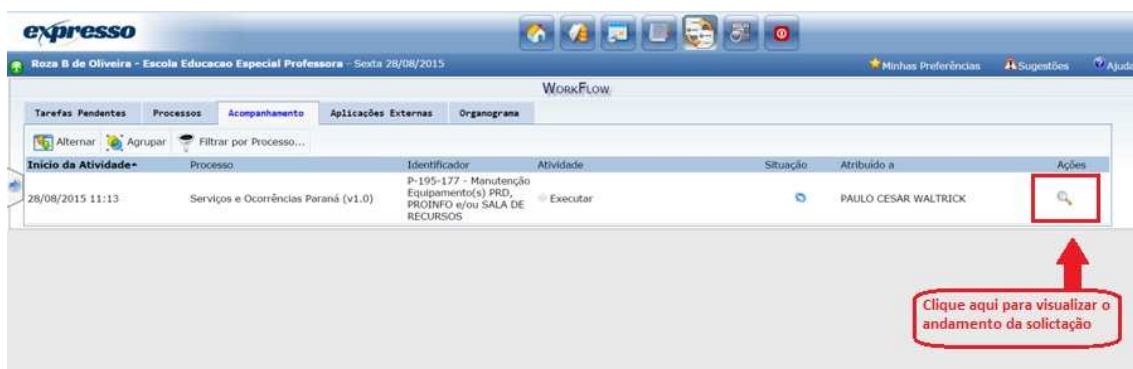 expresso
Roza B de Oliveira - Escola Educacao Especial Professora - Sexta 28/08/2015
Minhas Preferências Sugestões Ajuda
WORKFLOW
Tarefas Pendentes Processos Acompanhamento Aplicações Externas Organograma
Alternar Agrupar Filtrar por Processo...
Início da Atividade Processo Identificador Atividade Situação Atribuído a Ações
28/08/2015 11:13 Serviços e Ocorrências Paraná (v1.0) P-195-177 - Manutenção
Equipamento(s) PRD,
PROINFO e/ou SALA DE
RECURSOS
Executar PAULO CESAR WALTRICK
Clique aqui para visualizar o
andamento da solictação